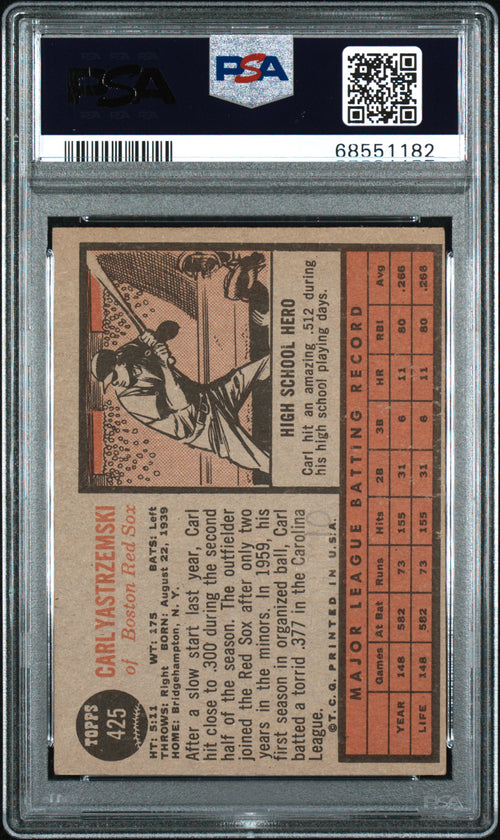 PSA
PSA
68551182
TOPPS
425
CARL YASTRZEMSKI
of Boston Red Sox
HT: 5:11 WT: 175 BATS: Left
THROWS: Right BORN: August 22, 1939
HOME: Bridgehampton, N. Y.
After a slow start last year, Carl
hit close to .300 during the second
half of the season. The outfielder
joined the Red Sox after only two
years in the minors. In 1959, his
first season in organized ball, Carl
batted a torrid .377 in the Carolina
League.
©T. C. G. PRINTED IN U.S.A.
HIGH SCHOOL HERO
Carl hit an amazing .512 during
his high school playing days.
MAJOR LEAGUE BATTING RECORD
Games At Bat Runs Hits 2B 3B HR RBI Avg
YEAR 148 582 73 155 31 6 11 80 .266
LIFE 148 582 73 155 31 6 11 80 .266